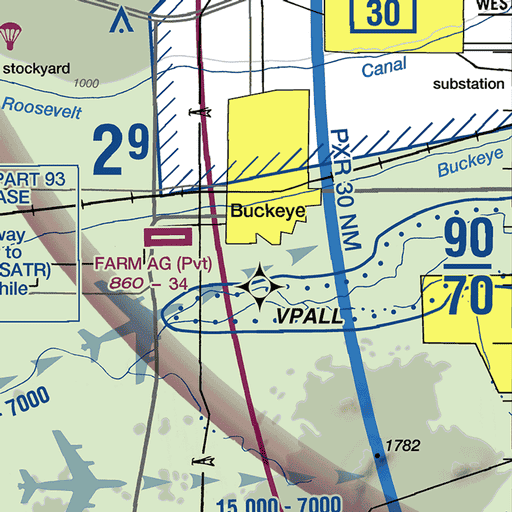 WES
30
stockyard
1000
Canal
substation
Roosevelt
29
PXR 30 NM
Buckeye
PART 93
ASE
way
to
SATR)
hile
Buckeye
FARM AG (Pvt)
860 - 34
90
70
VPALL
- 7000
1782
15 000 - 7000